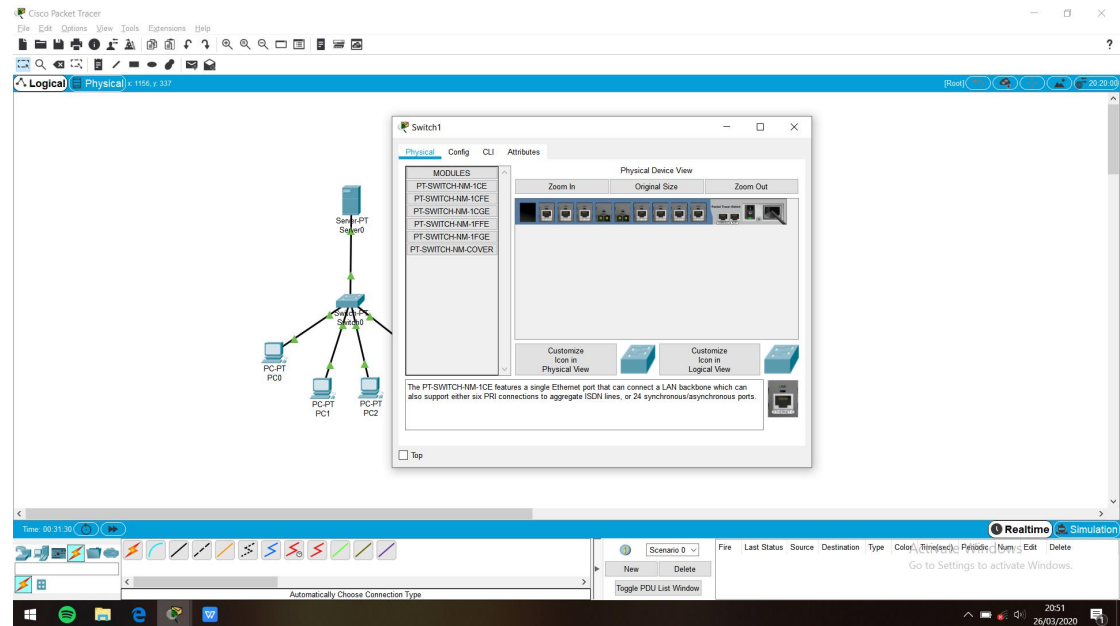 Cisco Packet Tracer
File Edit Options View Tools Extensions Help
?
Logical Physical x: 1156, y: 337 [Root] 20:20:00
Switch1
Physical Config CLI Attributes
MODULES
PT-SWITCH-NM-1CE
PT-SWITCH-NM-1CFE
PT-SWITCH-NM-1CGE
PT-SWITCH-NM-1FFE
PT-SWITCH-NM-1FGE
PT-SWITCH-NM-COVER
Physical Device View
Zoom In Original Size Zoom Out
Customize
Icon in
Physical View
Customize
Icon in
Logical View
The PT-SWITCH-NM-1CE features a single Ethernet port that can connect a LAN backbone which can
also support either six PRI connections to aggregate ISDN lines, or 24 synchronous/asynchronous ports.
Top
Server-PT
Server0
Switch-PT
Switch0
PC-PT
PC0
PC-PT
PC1
PC-PT
PC2
Time: 00:31:30
Realtime Simulation
Scenario 0
New Delete
Toggle PDU List Window
Fire Last Status Source Destination Type Color Time(sec) Periodic Num Edit Delete
Activate Windows
Go to Settings to activate Windows.
Automatically Choose Connection Type
20:51
26/03/2020